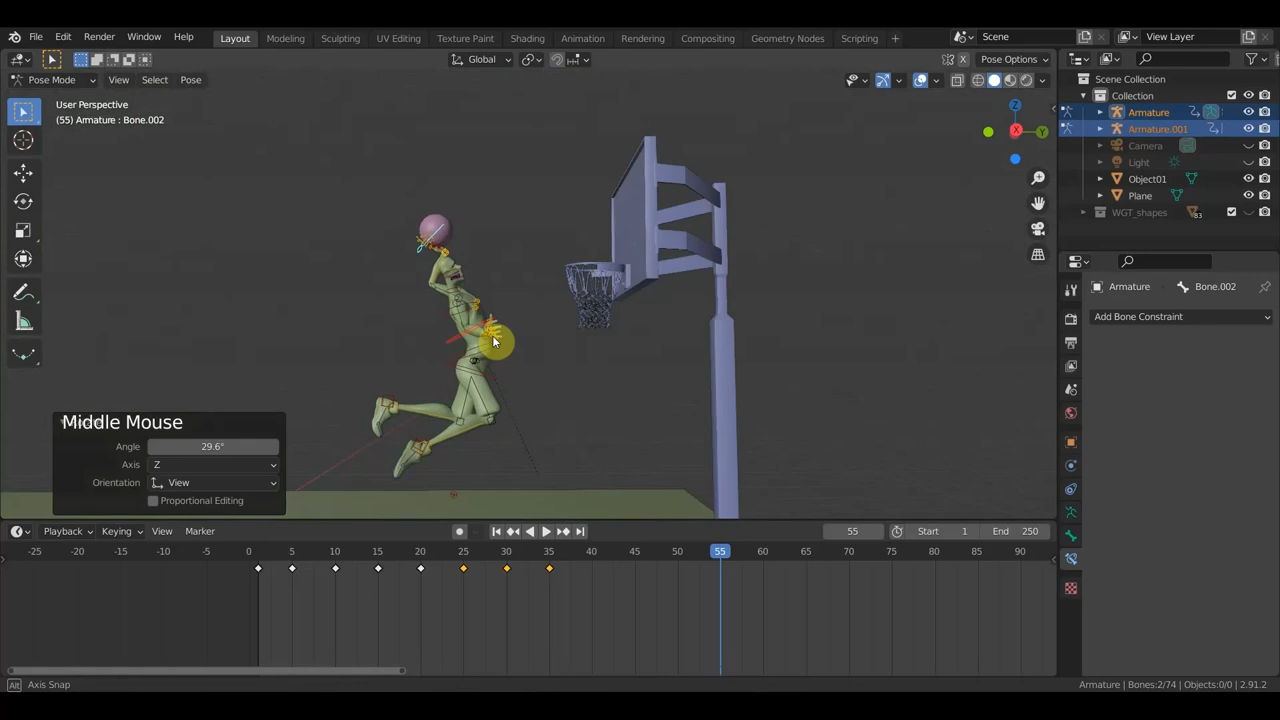 File Edit Render Window Help Layout Modeling Sculpting UV Editing Texture Paint Shading Animation Rendering Compositing Geometry Nodes Scripting + Scene View Layer
Global Pose Options
Pose Mode View Select Pose
User Perspective
(55) Armature : Bone.002
Scene Collection
Collection
Armature
Armature.001
Camera
Light
Object01
Plane
WGT_shapes 83
Armature Bone.002
Add Bone Constraint
Z
X
Y
Middle Mouse
Angle 29.6°
Axis Z
Orientation View
Proportional Editing
Playback Keying View Marker 55 Start 1 End 250
-25 -20 -15 -10 -5 0 5 10 15 20 25 30 35 40 45 50 55 60 65 70 75 80 85 90
Alt Axis Snap Armature | Bones:2/74 | Objects:0/0 | 2.91.2